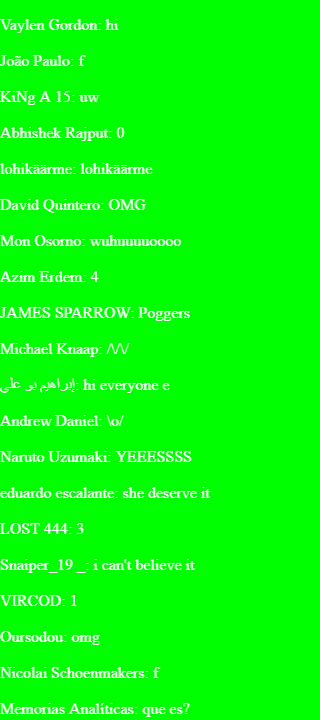 Vaylen Gordon: hi
João Paulo: f
KiNg A 15: uw
Abhishek Rajput: 0
lohikäärme: lohikäärme
David Quintero: OMG
Mon Osorno: wuhuuuuoooo
Azim Erdem: 4
JAMES SPARROW: Poggers
Michael Knaap: /\/\/
إبراهيم بو علي: hi everyone e
Andrew Daniel: \o/
Naruto Uzumaki: YEEESSSS
eduardo escalante: she deserve it
LOST 444: 3
Snaiper_19 _: i can't believe it
VIRCOD: 1
Oursodou: omg
Nicolai Schoenmakers: f
Memorias Analíticas: que es?